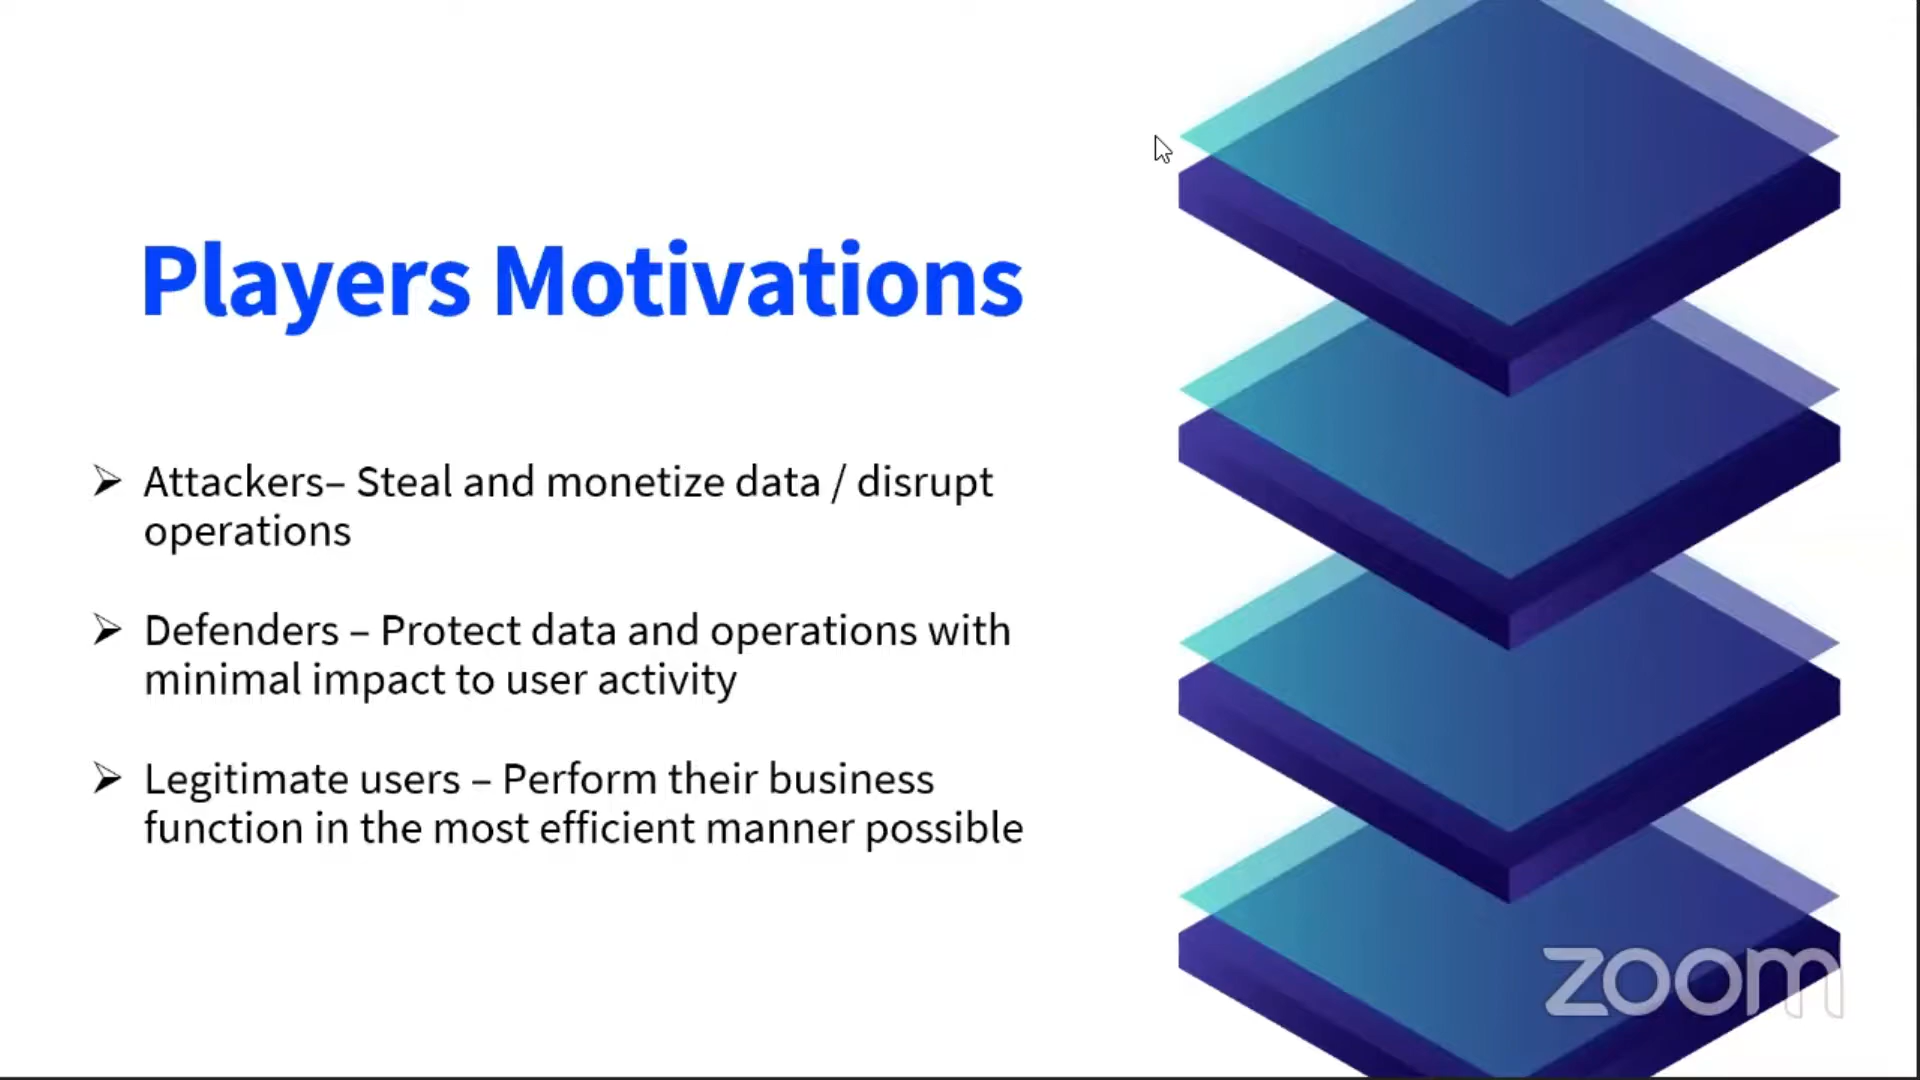 Players Motivations
➢ Attackers– Steal and monetize data / disrupt
operations
➢ Defenders – Protect data and operations with
minimal impact to user activity
➢ Legitimate users – Perform their business
function in the most efficient manner possible
zoom